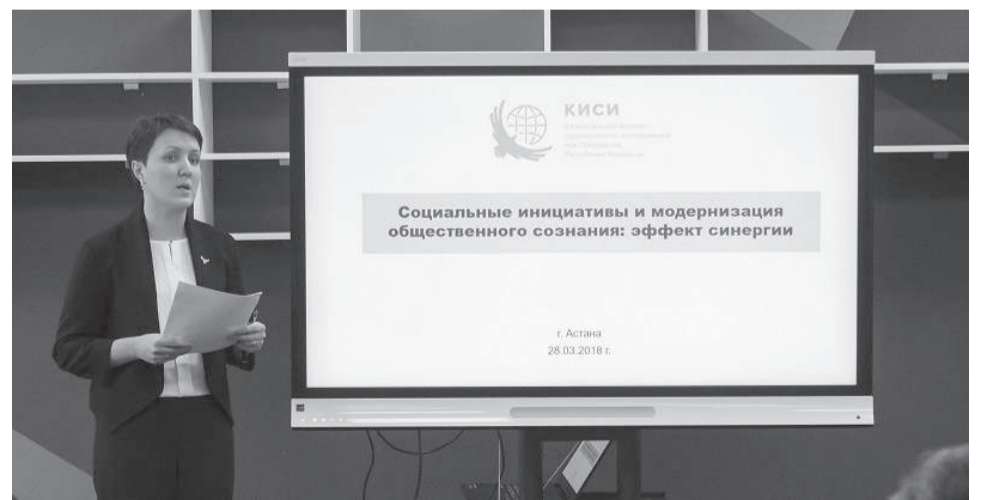 КИСИ
Социальные инициативы и модернизация
общественного сознания: эффект синергии
г. Астана
28.03.2018 г.